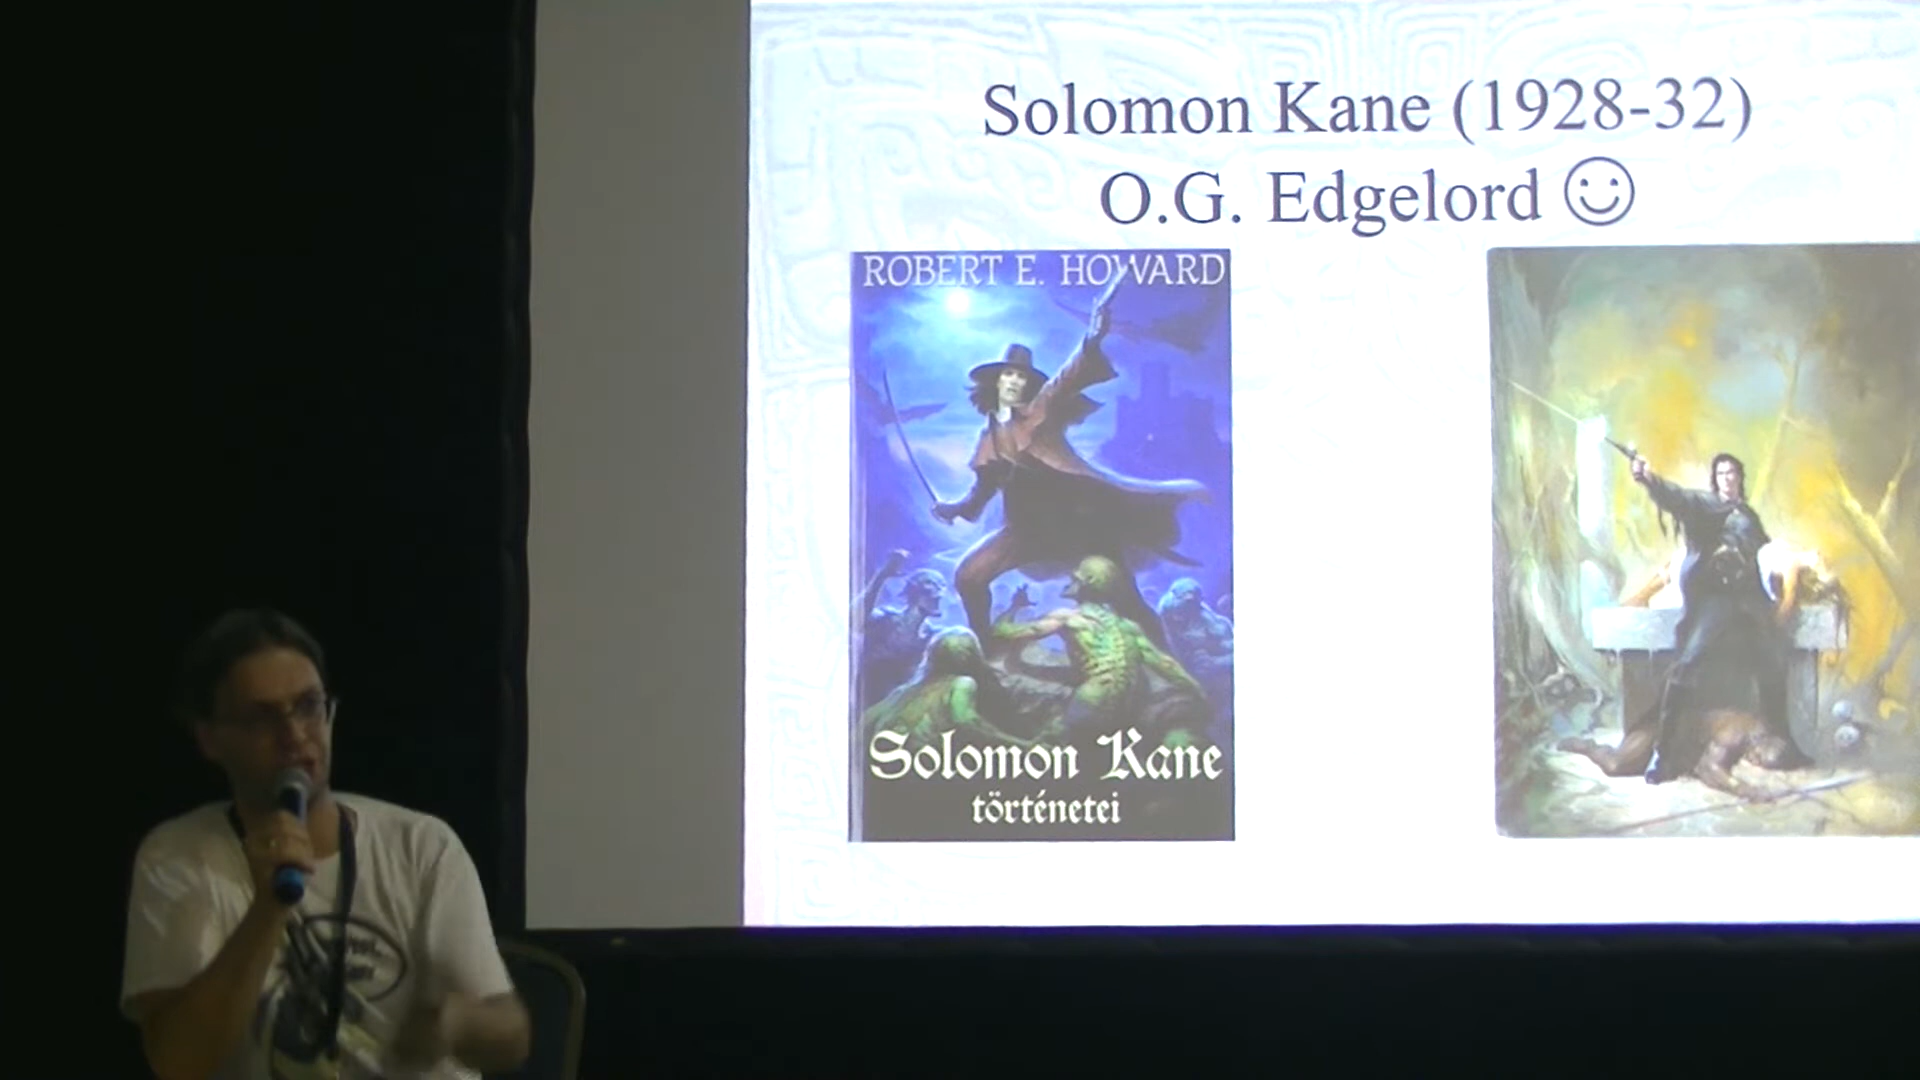 Solomon Kane (1928-32)
O.G. Edgelord ☺
ROBERT E. HOWARD
Solomon Kane
történetei